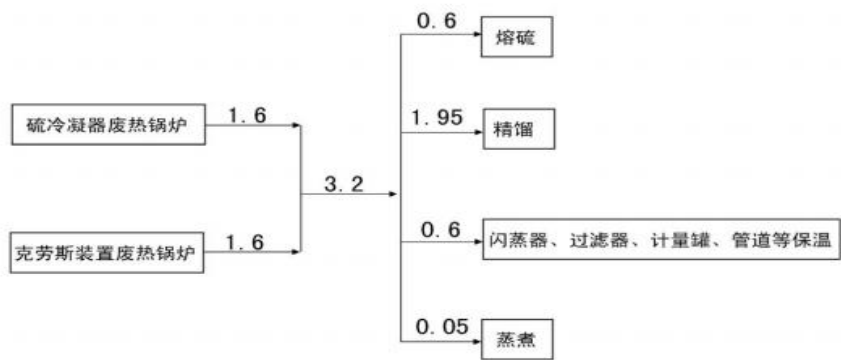 0.6
熔硫
1.95
精馏
硫冷凝器废热锅炉
1.6
3.2
0.6
闪蒸器、过滤器、计量罐、管道等保温
克劳斯装置废热锅炉
1.6
0.05
蒸煮